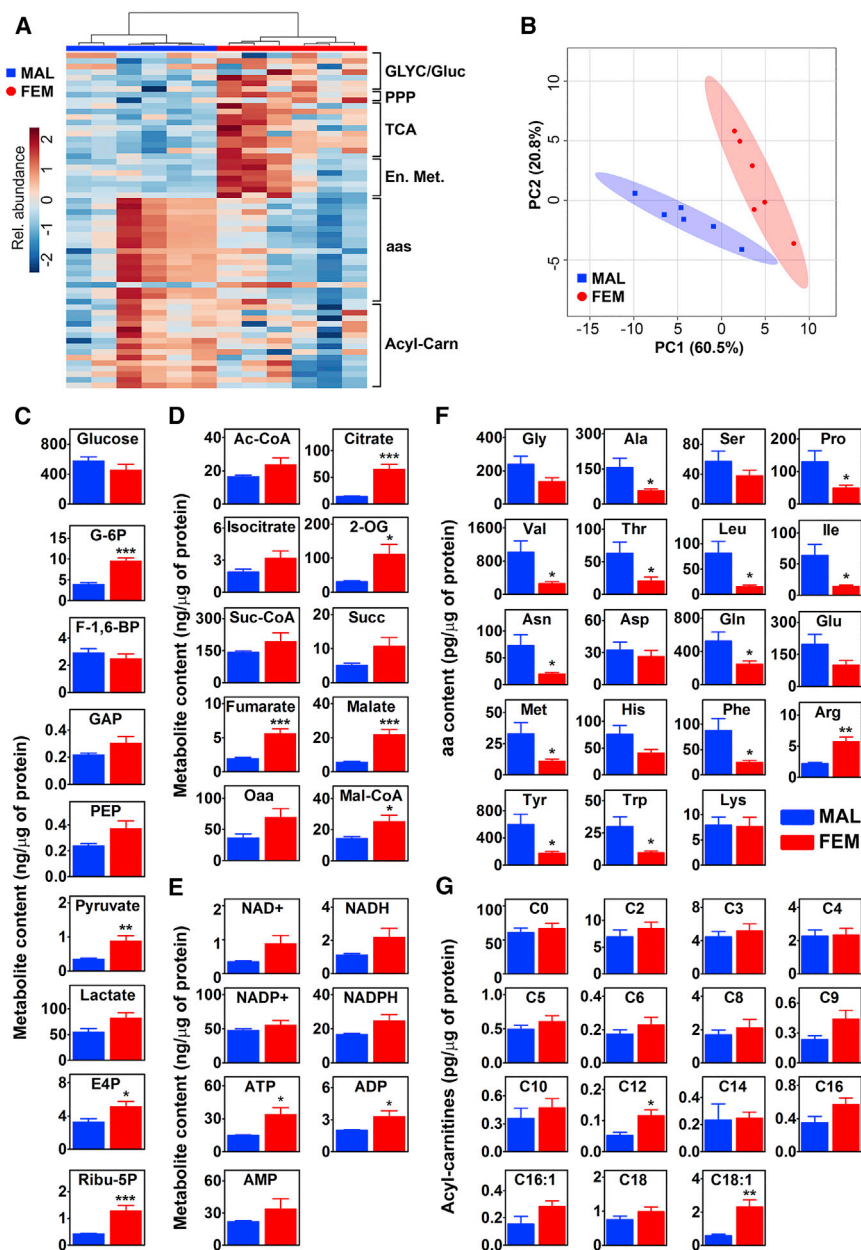 A
MAL
FEM
Rel. abundance
2
1
0
-1
-2
GLYC/Gluc
PPP
TCA
En. Met.
aas
Acyl-Carn
B
PC2 (20.8%)
10
5
0
-5
MAL
FEM
-15 -10 5 0 5 10
PC1 (60.5%)
C
Metabolite content (ng/µg of protein)
Glucose
800
400
0
G-6P
***
10
5
0
F-1,6-BP
4
2
0
GAP
0.4
0.2
0.0
PEP
0.4
0.2
0.0
Pyruvate
**
2
1
0
Lactate
100
50
0
E4P
*
8
4
0
Ribu-5P
***
2
1
0
D
Metabolite content (ng/µg of protein)
Ac-CoA
40
20
0
Citrate
***
100
50
0
Isocitrate
4
2
0
2-OG
*
200
100
0
Suc-CoA
300
150
0
Succ
20
10
0
Fumarate
***
8
4
0
Malate
***
40
20
0
Oaa
100
50
0
Mal-CoA
*
40
20
0
E
Metabolite content (ng/µg of protein)
NAD+
2
1
0
NADH
4
2
0
NADP+
100
50
0
NADPH
40
20
0
ATP
*
60
30
0
ADP
*
6
3
0
AMP
60
30
0
F
aa content (pg/µg of protein)
Gly
400
200
0
Ala
*
300
150
0
Ser
80
40
0
Pro
*
200
100
0
Val
*
1600
800
0
Thr
*
100
50
0
Leu
*
150
100
50
0
Ile
*
100
50
0
Asn
*
100
50
0
Asp
60
30
0
Gln
*
800
400
0
Glu
300
150
0
Met
*
50
25
0
His
100
50
0
Phe
*
150
100
50
0
Arg
**
10
5
0
Tyr
*
800
400
0
Trp
*
50
25
0
Lys
15
10
5
0
MAL
FEM
G
Acyl-carnitines (pg/µg of protein)
C0
100
50
0
C2
10
5
0
C3
8
4
0
C4
4
2
0
C5
1.0
0.5
0.0
C6
0.4
0.2
0.0
C8
0.4
0.2
0.0
C9
0.6
0.3
0.0
C10
0.6
0.3
0.0
C12
*
0.2
0.1
0.0
C14
0.4
0.2
0.0
C16
0.6
0.3
0.0
C16:1
0.4
0.2
0.0
C18
2
1
0
C18:1
**
4
2
0